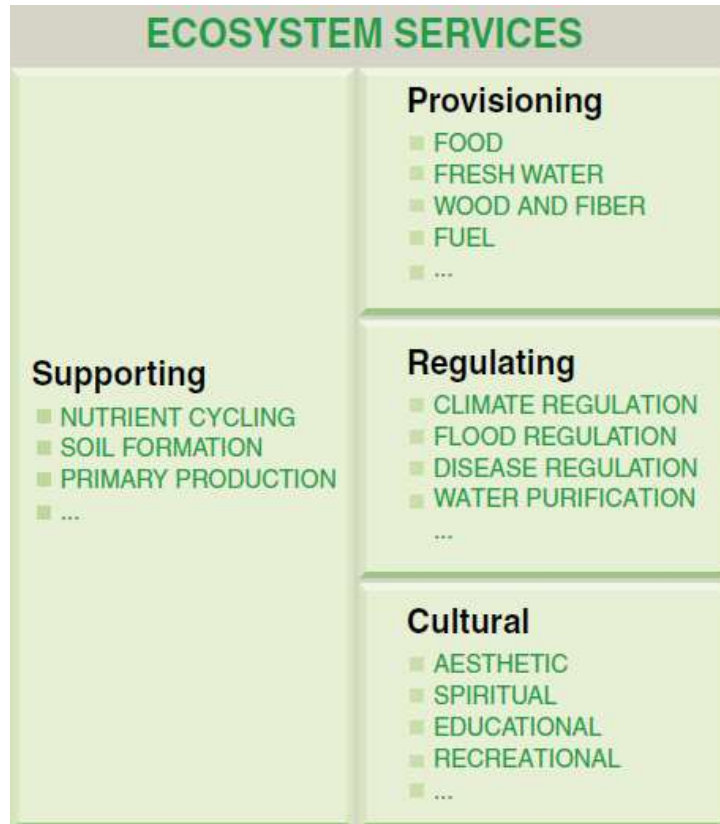 ECOSYSTEM SERVICES
Supporting
NUTRIENT CYCLING
SOIL FORMATION
PRIMARY PRODUCTION
...
Provisioning
FOOD
FRESH WATER
WOOD AND FIBER
FUEL
...
Regulating
CLIMATE REGULATION
FLOOD REGULATION
DISEASE REGULATION
WATER PURIFICATION
...
Cultural
AESTHETIC
SPIRITUAL
EDUCATIONAL
RECREATIONAL
...